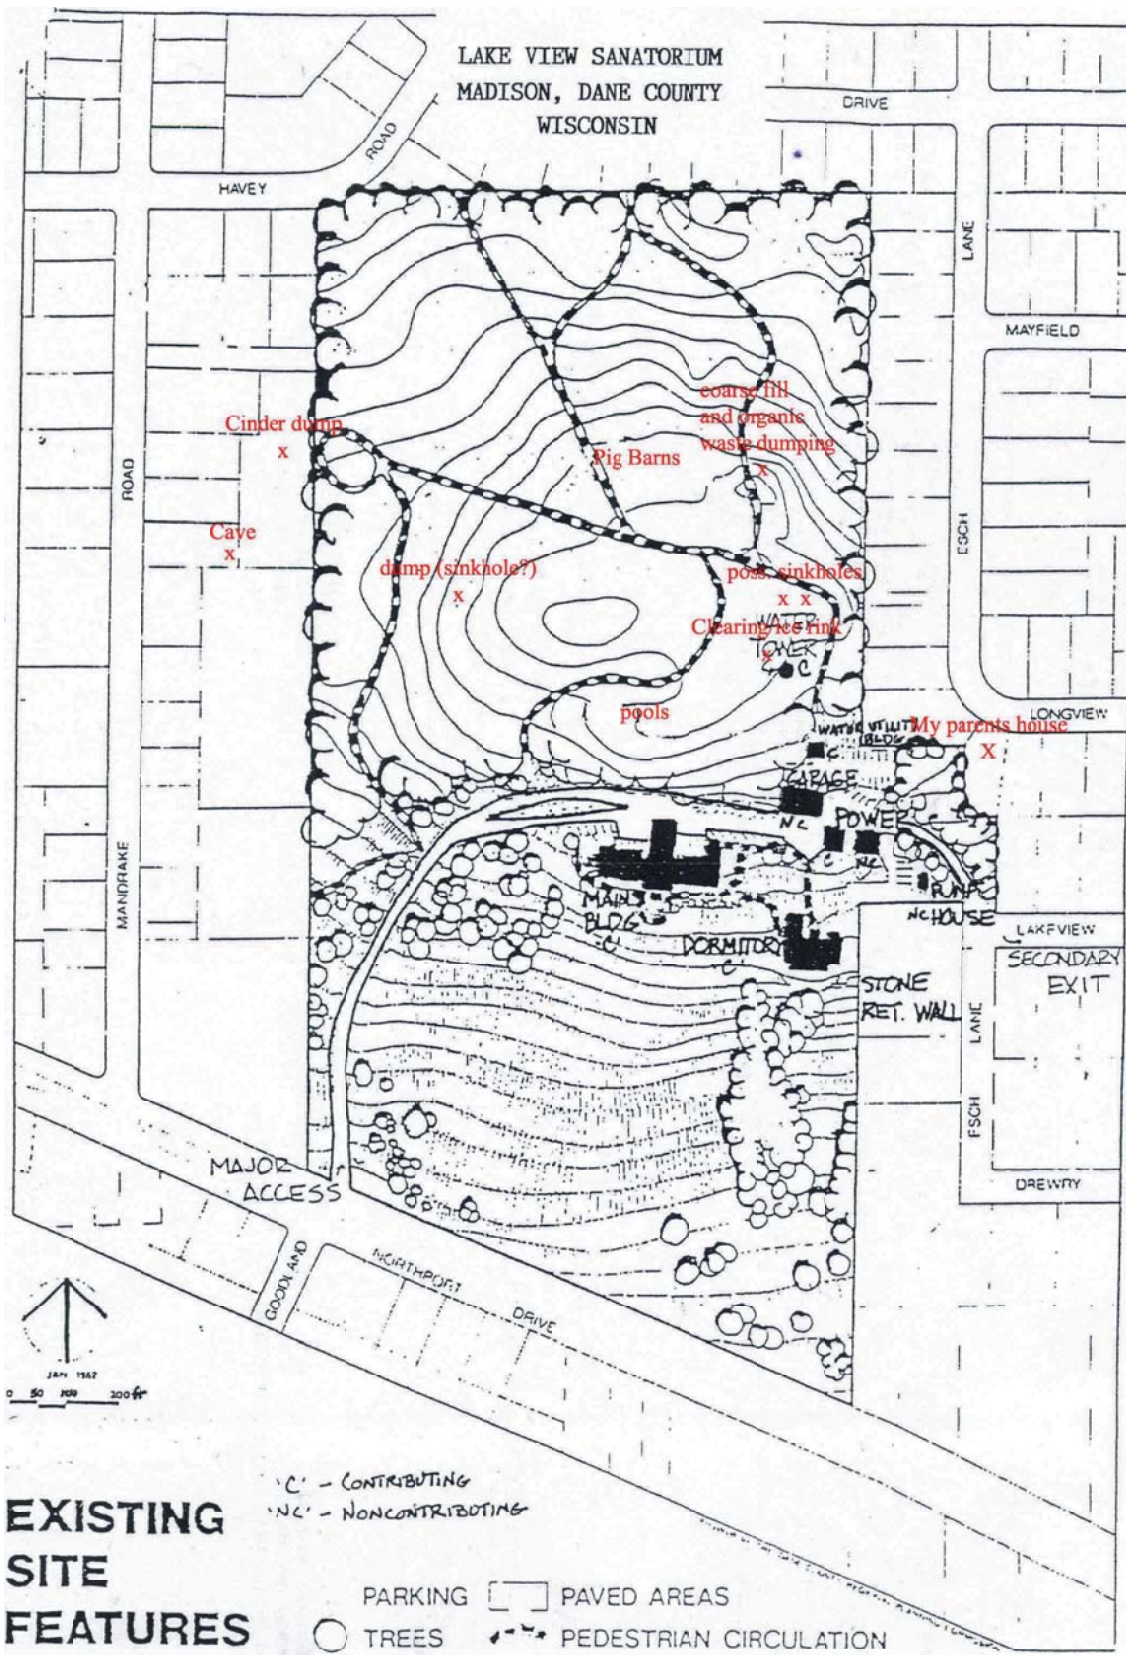 LAKE VIEW SANATORIUM
MADISON, DANE COUNTY
WISCONSIN
DRIVE
ROAD
HAVEY
LANE
MAYFIELD
coarse fill
and organic
waste dumping
x
Cinder dump
x
Pig Barns
ROAD
Cave
x
ESCH
dump (sinkhole?)
x
poss. sinkholes
x x
WATER
Clearing/ice rink
TOWER
x
C
pools
LONGVIEW
My parents house
X
WATER UTILITY
BLDG
C
GARAGE
NC
POWER
C
NC
MANDRAKE
MAIN
BLDG
C
PUMP
NC HOUSE
LAKEVIEW
DORMITORY
C
SECONDARY
EXIT
STONE
RET. WALL
LANE
ESCH
MAJOR
ACCESS
DREWRY
GOODLAND
NORTHPORT
DRIVE
JAN 1962
0 50 100 200 ft
'C' - CONTRIBUTING
'NC' - NONCONTRIBUTING
EXISTING
SITE
FEATURES
PARKING
PAVED AREAS
TREES
PEDESTRIAN CIRCULATION